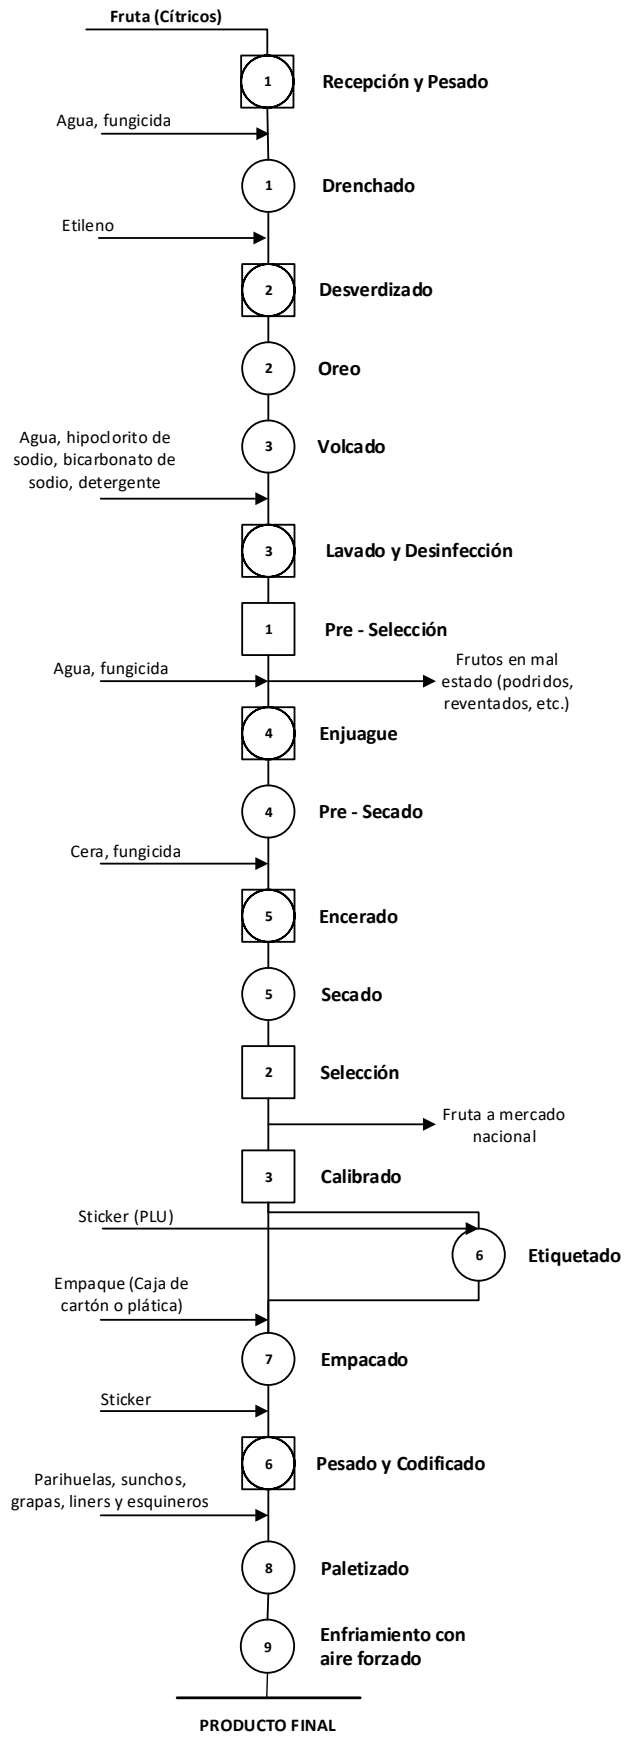 Fruta (Cítricos)
1
Recepción y Pesado
Agua, fungicida
1
Drenchado
Etileno
2
Desverdizado
2
Oreo
3
Volcado
Agua, hipoclorito de
sodio, bicarbonato de
sodio, detergente
3
Lavado y Desinfección
1
Pre - Selección
Agua, fungicida
Frutos en mal
estado (podridos,
reventados, etc.)
4
Enjuague
4
Pre - Secado
Cera, fungicida
5
Encerado
5
Secado
2
Selección
Fruta a mercado
nacional
3
Calibrado
Sticker (PLU)
6
Etiquetado
Empaque (Caja de
cartón o plática)
7
Empacado
Sticker
6
Pesado y Codificado
Parihuelas, sunchos,
grapas, liners y esquineros
8
Paletizado
9
Enfriamiento con
aire forzado
PRODUCTO FINAL